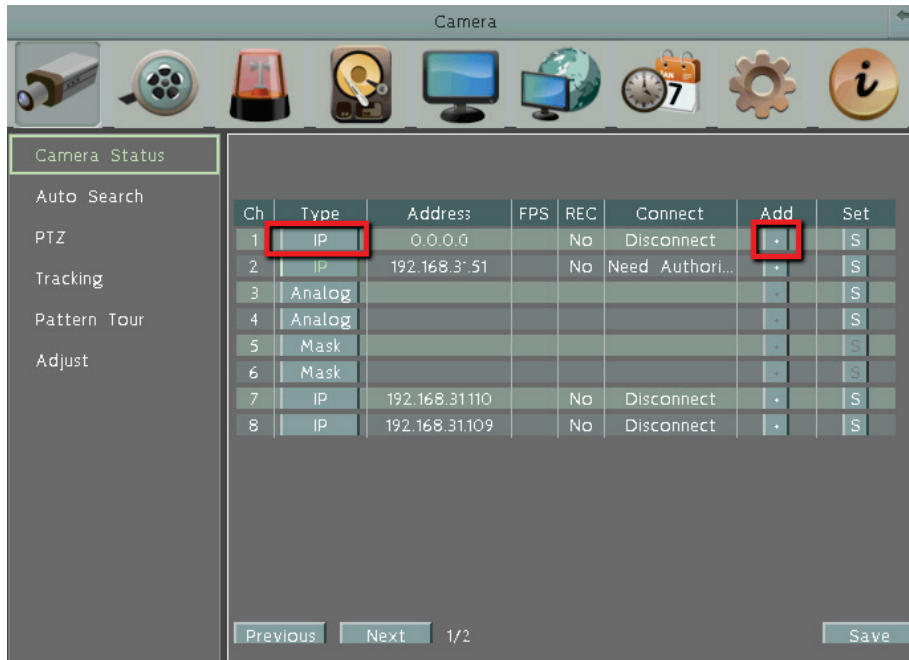 Camera
JAN
7
i
Camera Status
Auto Search
PTZ
Tracking
Pattern Tour
Adjust
Ch Type Address FPS REC Connect Add Set
1 IP 0.0.0.0 No Disconnect + S
2 IP No Need Authori... + S
3 Analog + S
4 Analog + S
5 Mask + S
6 Mask + S
7 IP 192.168.31.110 No Disconnect + S
8 IP 192.168.31.109 No Disconnect + S
Previous Next 1/2 Save